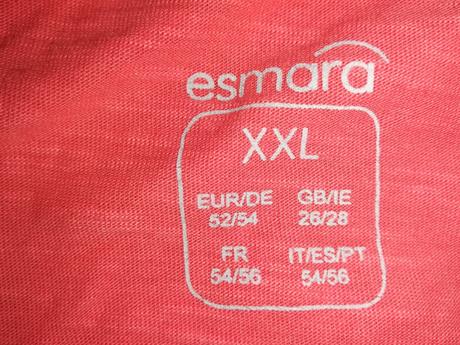 esmara
XXL
EUR/DE GB/IE
52/54 26/28
FR IT/ES/PT
54/56 54/56